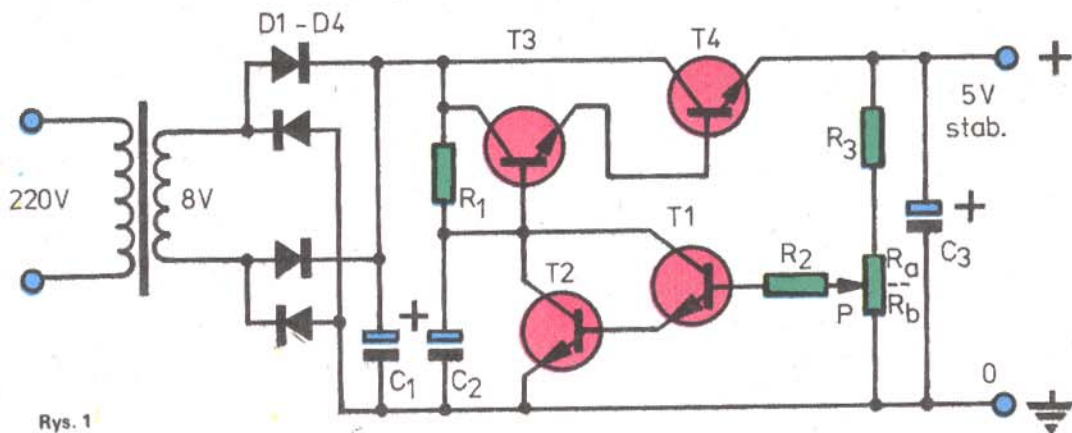 D1 - D4
T3
T4
+
5V
stab.
R3
220V
8V
R1
T1
+
C3
T2
R2
Ra
Rb
P
+
C1
C2
0
Rys. 1